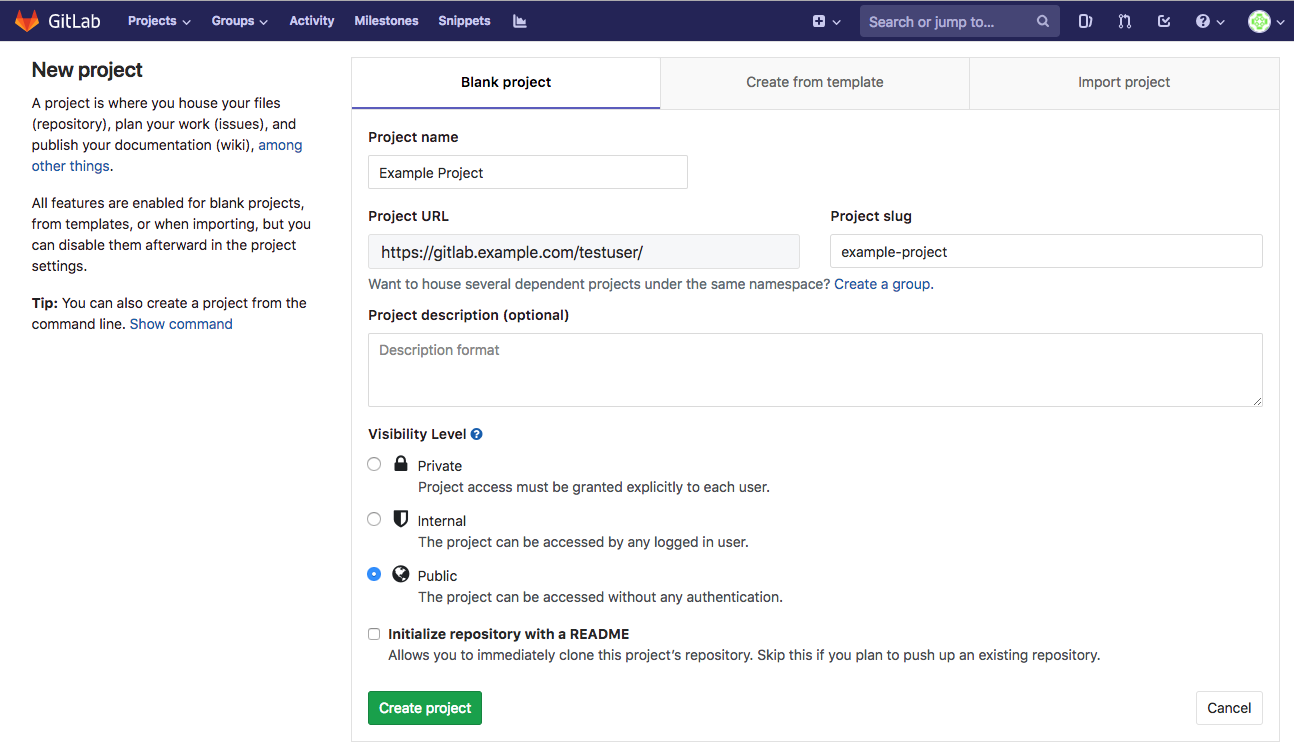 GitLab Projects Groups Activity Milestones Snippets Search or jump to...
New project
A project is where you house your files
(repository), plan your work (issues), and
publish your documentation (wiki), among
other things.
All features are enabled for blank projects,
from templates, or when importing, but you
can disable them afterward in the project
settings.
Tip: You can also create a project from the
command line. Show command
Blank project Create from template Import project
Project name
Example Project
Project URL Project slug
https://gitlab.example.com/testuser/ example-project
Want to house several dependent projects under the same namespace? Create a group.
Project description (optional)
Description format
Visibility Level ?
Private
Project access must be granted explicitly to each user.
Internal
The project can be accessed by any logged in user.
Public
The project can be accessed without any authentication.
Initialize repository with a README
Allows you to immediately clone this project’s repository. Skip this if you plan to push up an existing repository.
Create project Cancel